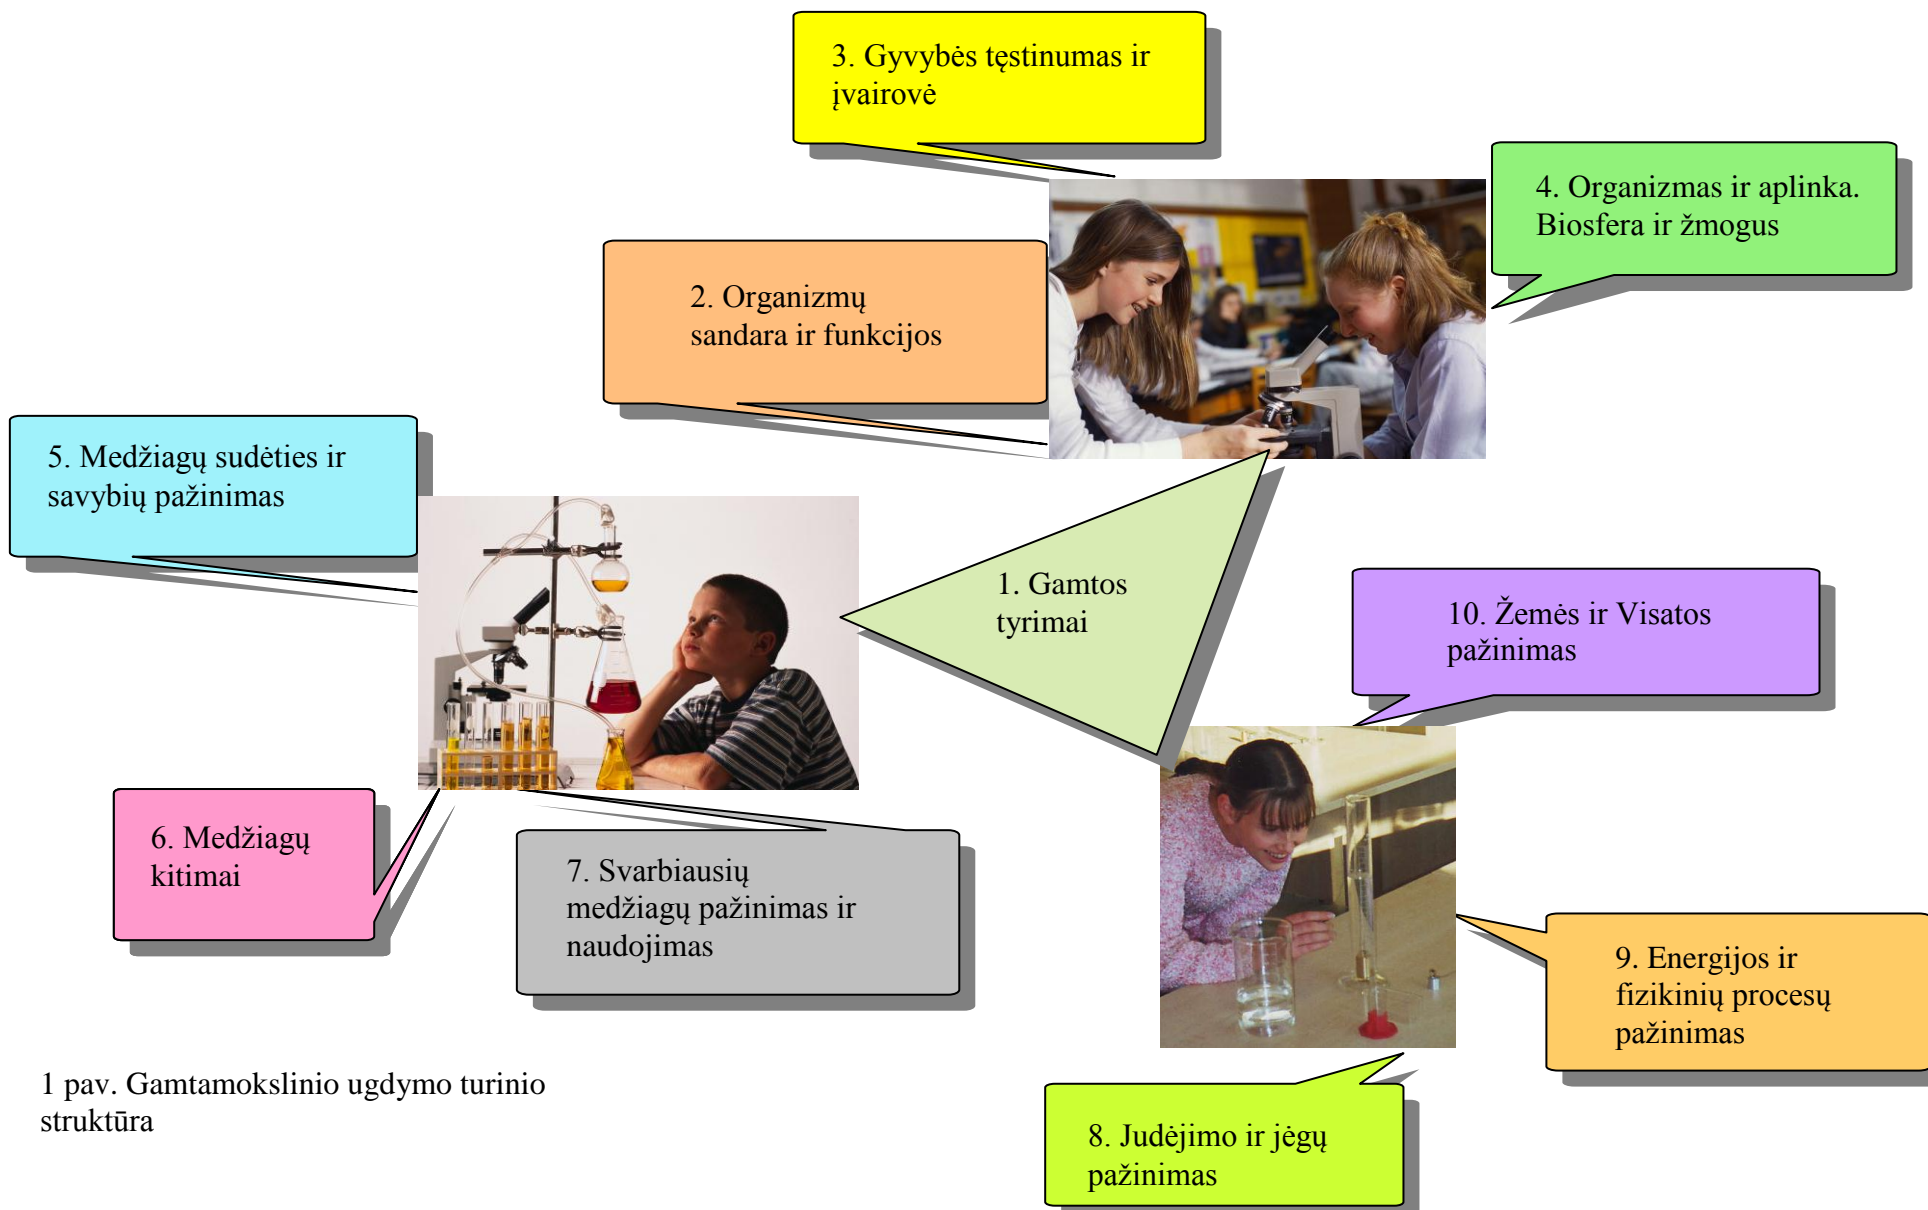 3. Gyvybės tęstinumas ir
įvairovė
4. Organizmas ir aplinka.
Biosfera ir žmogus
2. Organizmų
sandara ir funkcijos
5. Medžiagų sudėties ir
savybių pažinimas
1. Gamtos
tyrimai
10. Žemės ir Visatos
pažinimas
6. Medžiagų
kitimai
7. Svarbiausių
medžiagų pažinimas ir
naudojimas
9. Energijos ir
fizikinių procesų
pažinimas
8. Judėjimo ir jėgų
pažinimas
1 pav. Gamtamokslinio ugdymo turinio
struktūra